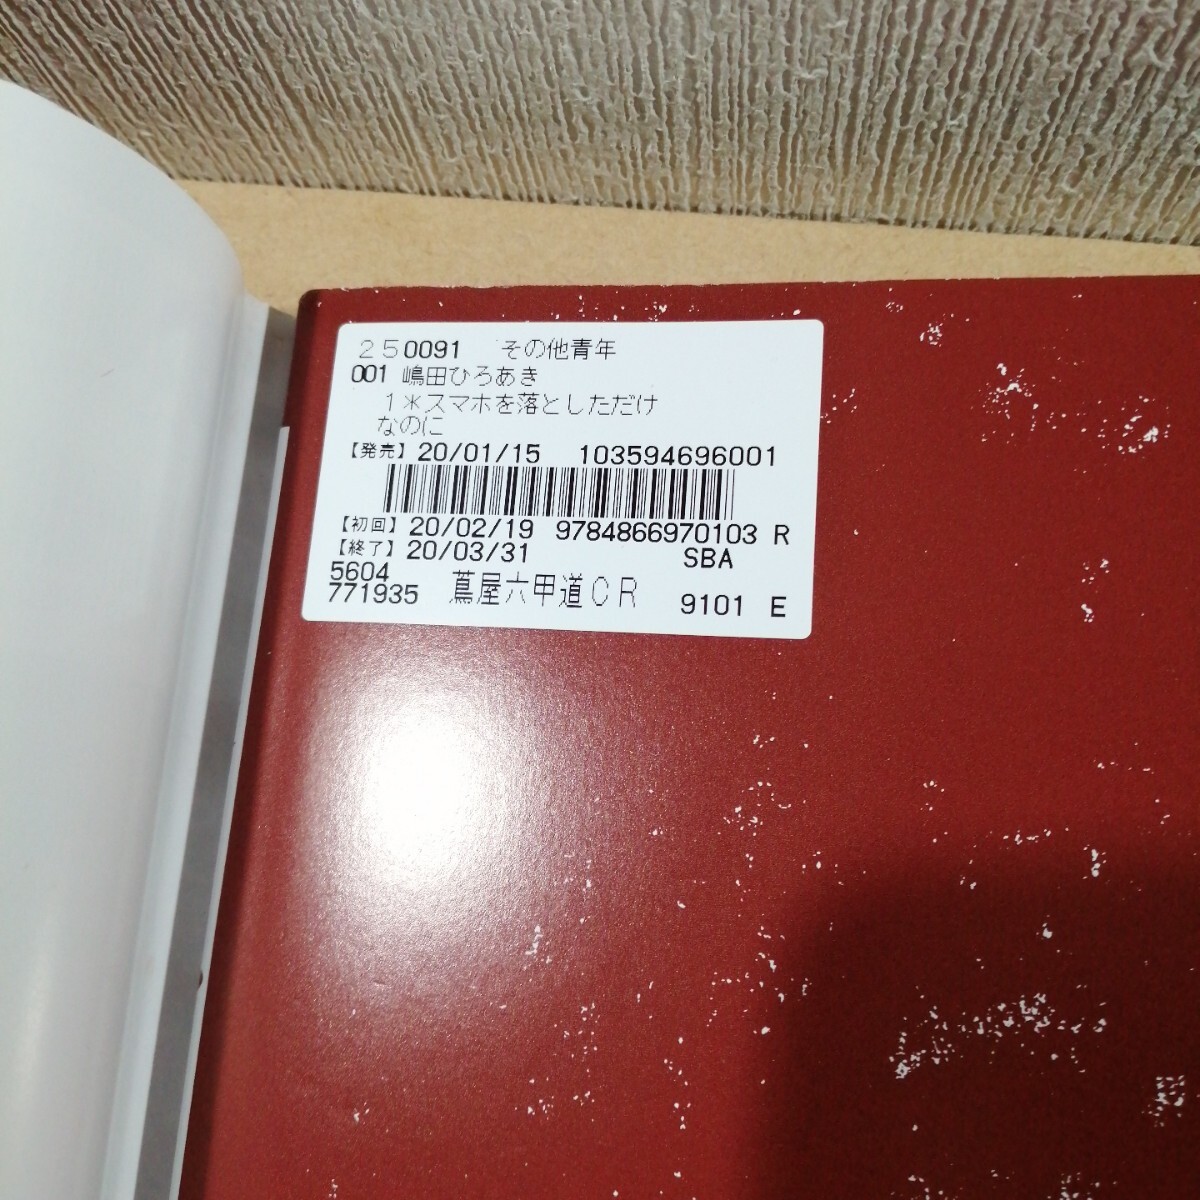 ２５0091　その他青年
001 嶋田ひろあき
１＊スマホを落としただけ
なのに
【発売】20/01/15 103594696001
【初回】20/02/19 9784866970103 R
【終了】20/03/31 SBA
5604
771935 蔦屋六甲道ＣＲ 9101 E